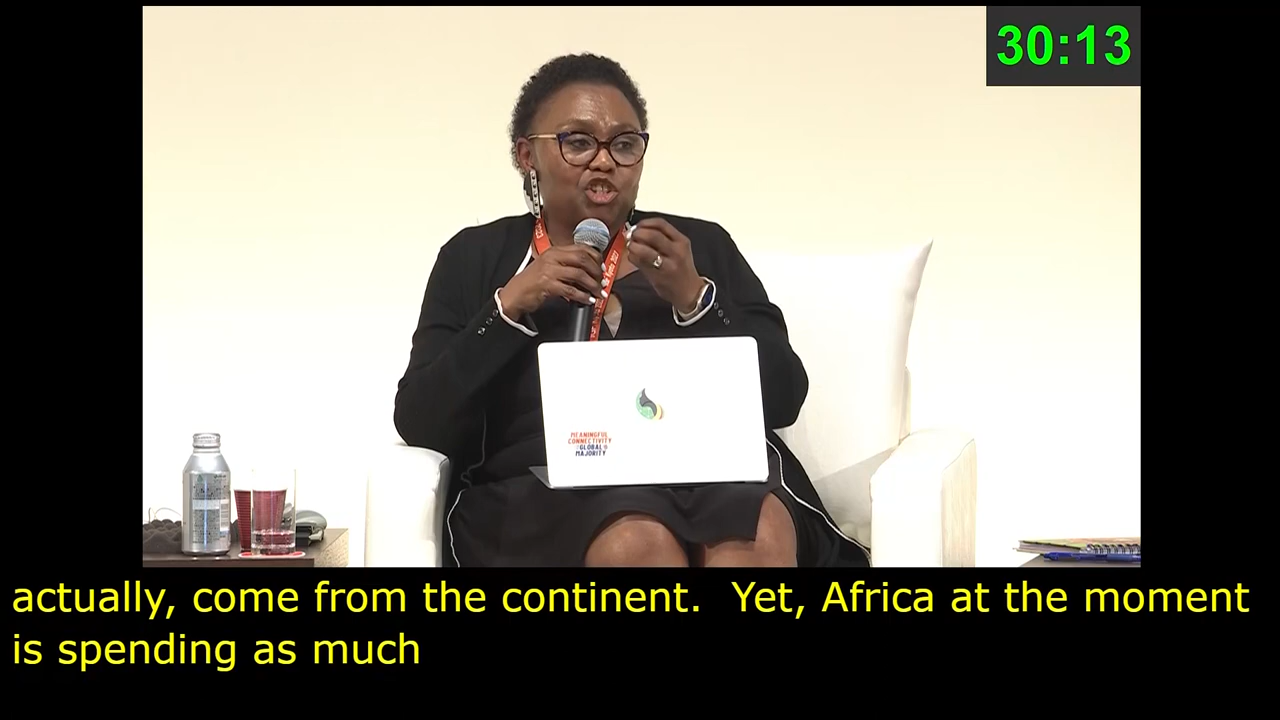 30:13
MEANINGFUL
CONNECTIVITY
GLOBAL
MAJORITY
actually, come from the continent.  Yet, Africa at the moment
is spending as much